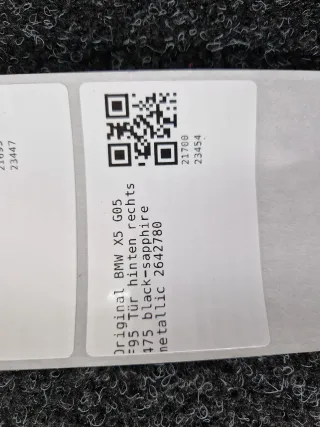 21700
23454
Original BMW X5 G05
F95 Tür hinten rechts
475 black-sapphire
metallic 2642780
23447